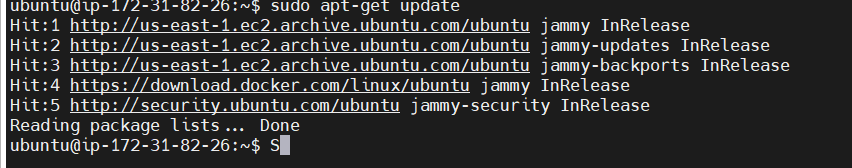 ubuntu@ip-172-31-82-26:~$ sudo apt-get update
Hit:1 http://us-east-1.ec2.archive.ubuntu.com/ubuntu jammy InRelease
Hit:2 http://us-east-1.ec2.archive.ubuntu.com/ubuntu jammy-updates InRelease
Hit:3 http://us-east-1.ec2.archive.ubuntu.com/ubuntu jammy-backports InRelease
Hit:4 https://download.docker.com/linux/ubuntu jammy InRelease
Hit:5 http://security.ubuntu.com/ubuntu jammy-security InRelease
Reading package lists... Done
ubuntu@ip-172-31-82-26:~$ S